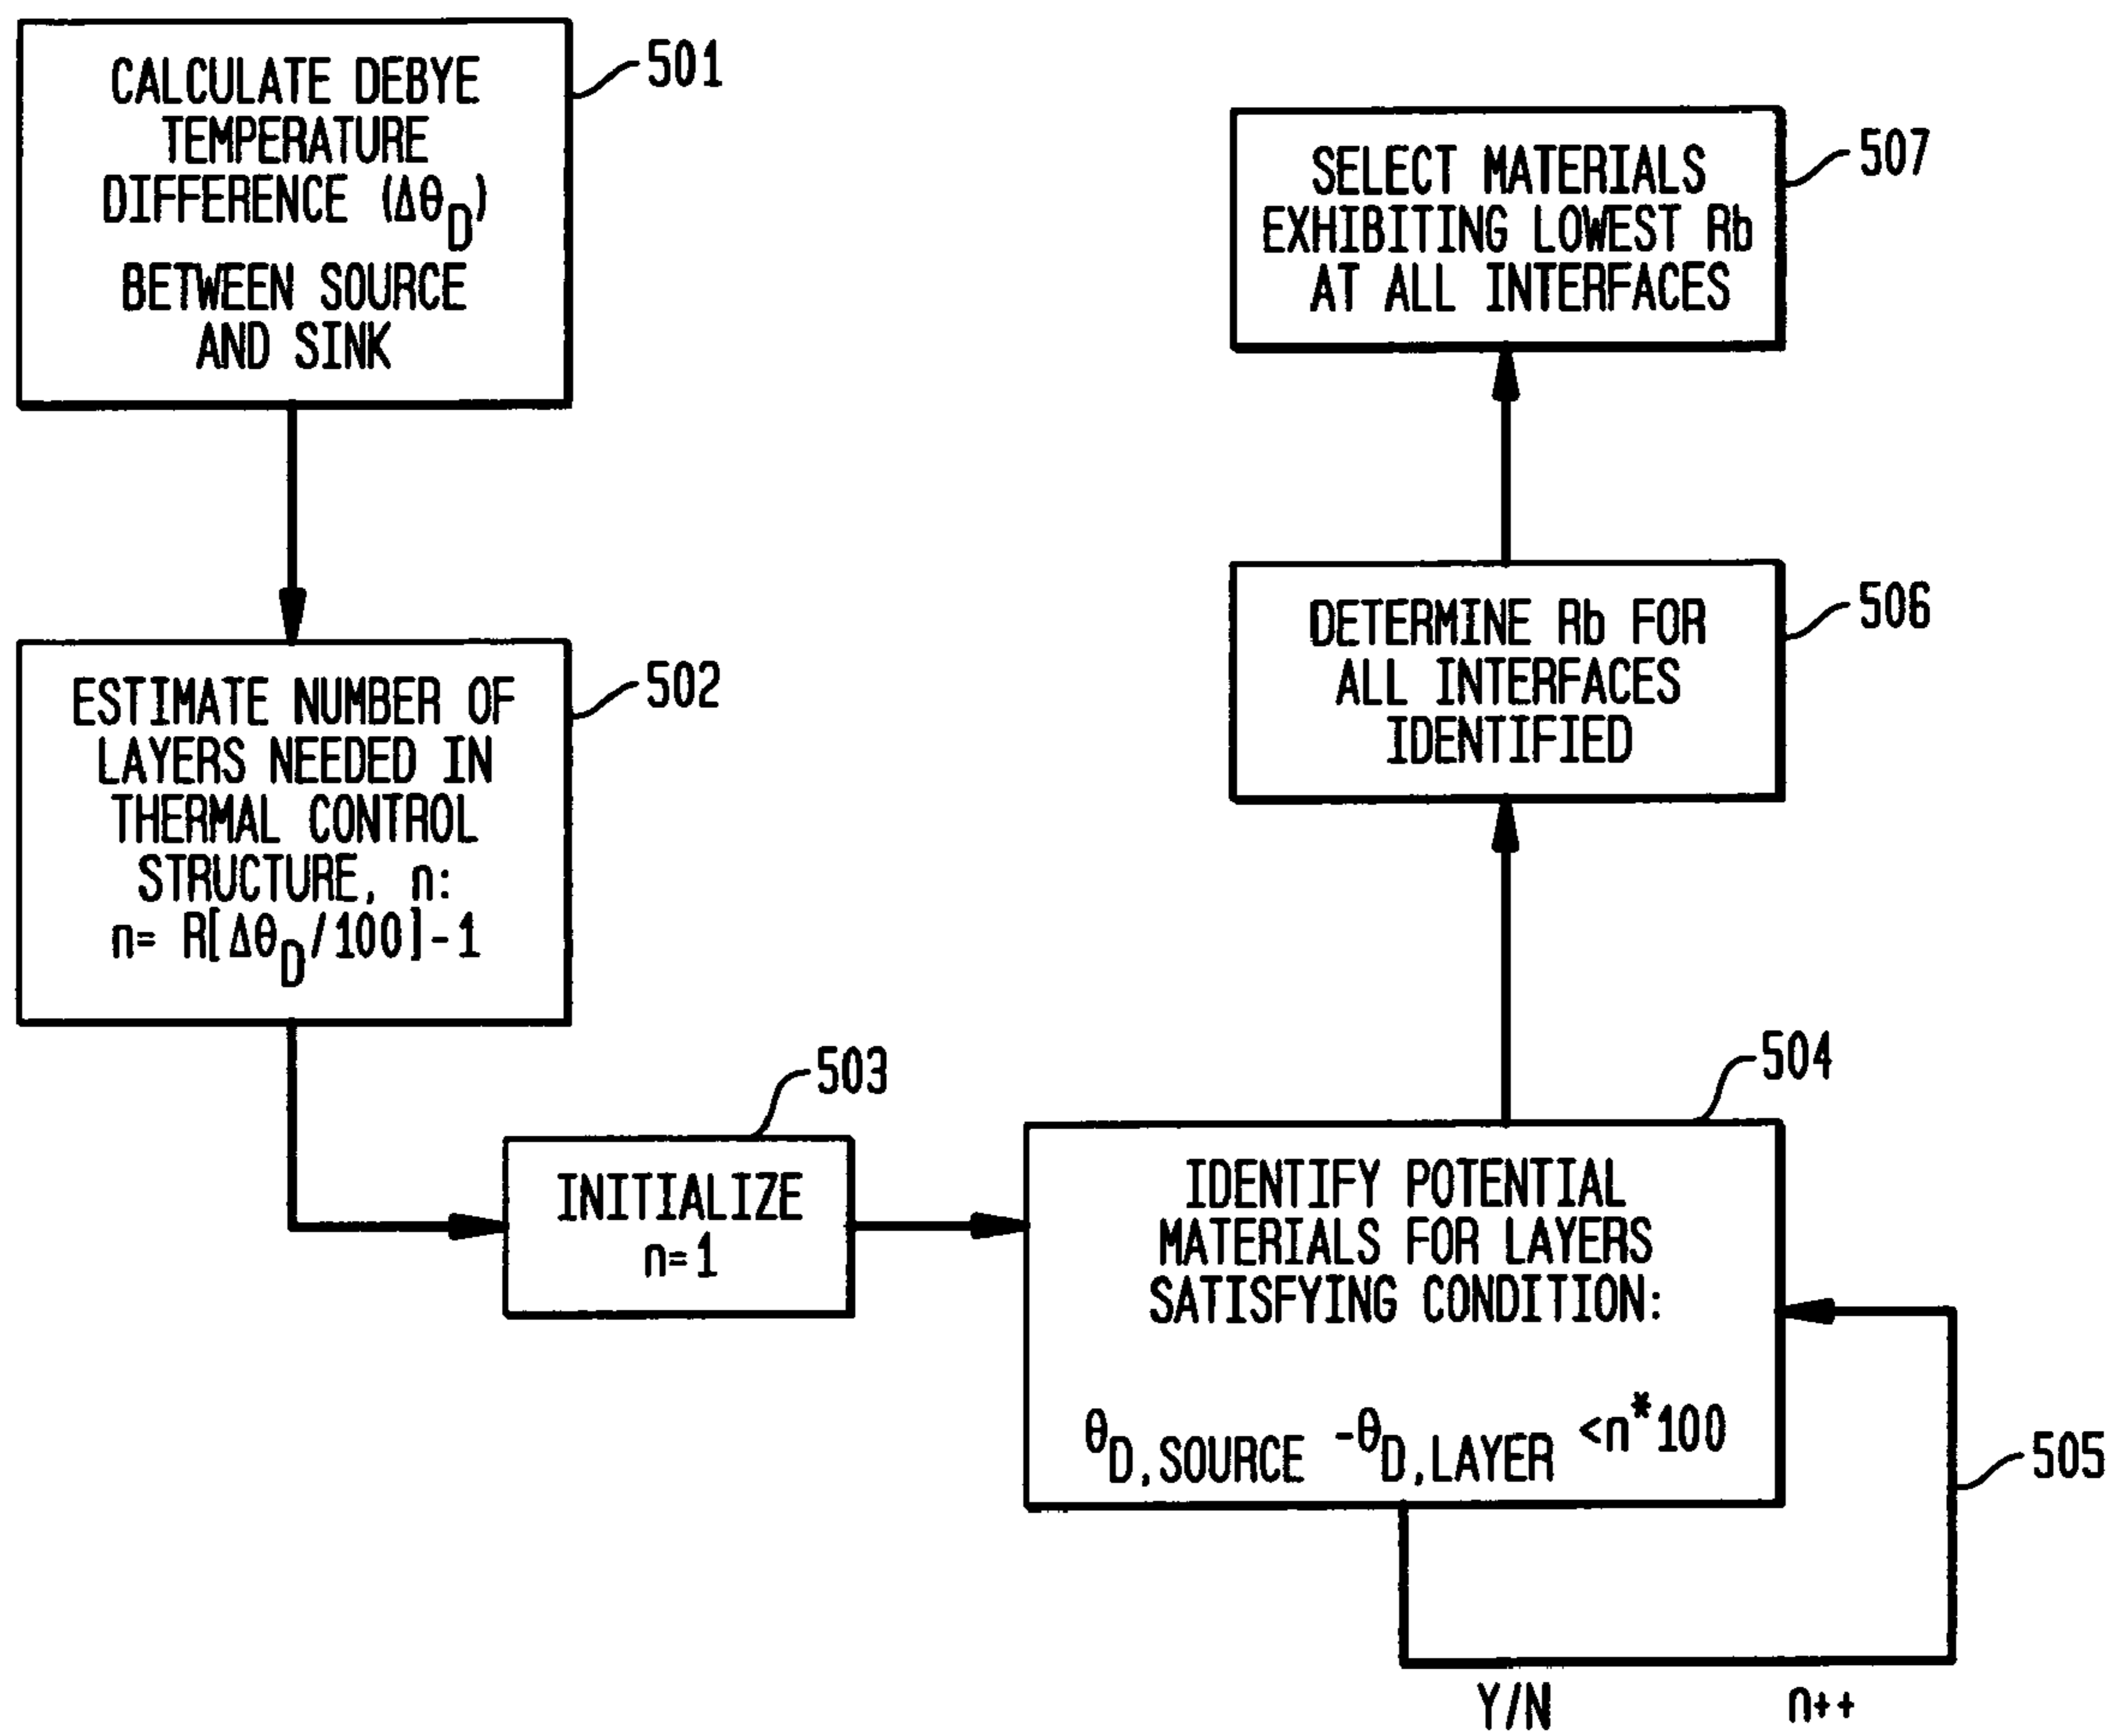 CALCULATE DEBYE
TEMPERATURE
DIFFERENCE (ΔθD)
BETWEEN SOURCE
AND SINK
501
ESTIMATE NUMBER OF
LAYERS NEEDED IN
THERMAL CONTROL
STRUCTURE, n:
n= R[ΔθD/100]-1
502
INITIALIZE
n=1
503
IDENTIFY POTENTIAL
MATERIALS FOR LAYERS
SATISFYING CONDITION:
θD,SOURCE -θD,LAYER <n*100
504
Y/N n++
505
DETERMINE Rb FOR
ALL INTERFACES
IDENTIFIED
506
SELECT MATERIALS
EXHIBITING LOWEST Rb
AT ALL INTERFACES
507